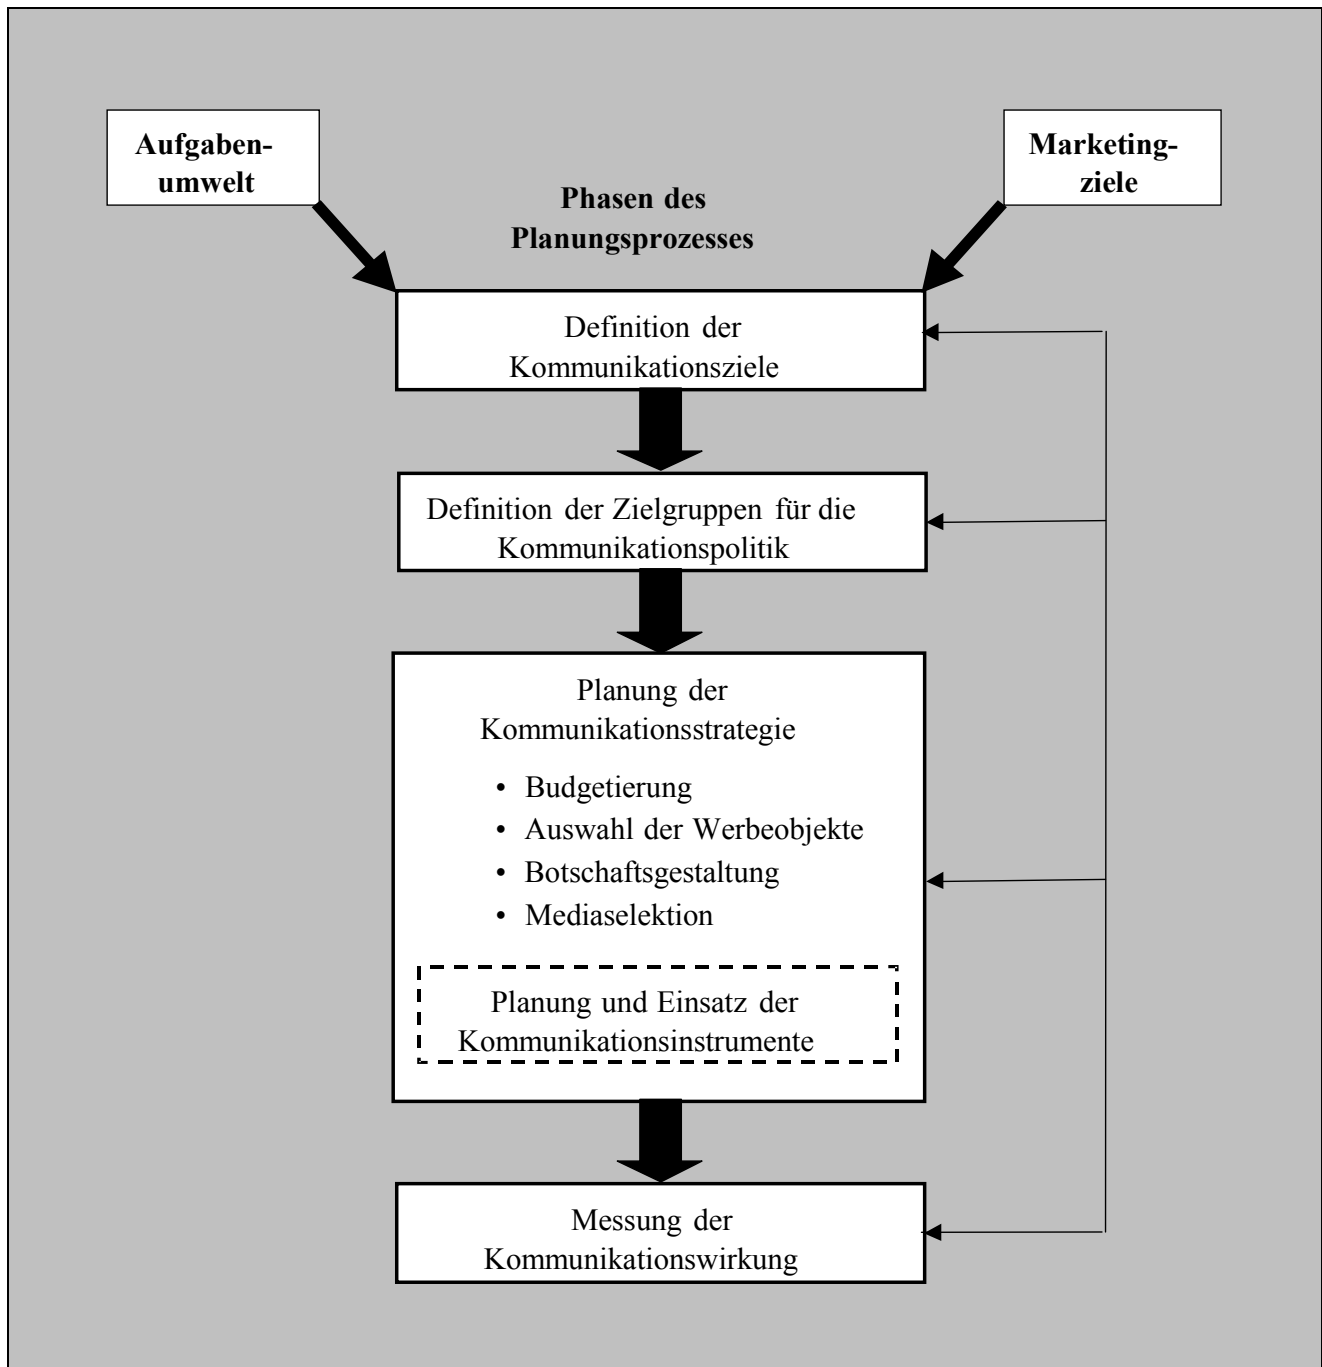 Aufgaben-
umwelt
Marketing-
ziele
Phasen des
Planungsprozesses
Definition der
Kommunikationsziele
Definition der Zielgruppen für die
Kommunikationspolitik
Planung der
Kommunikationsstrategie
• Budgetierung
• Auswahl der Werbeobjekte
• Botschaftsgestaltung
• Mediaselektion
Planung und Einsatz der
Kommunikationsinstrumente
Messung der
Kommunikationswirkung